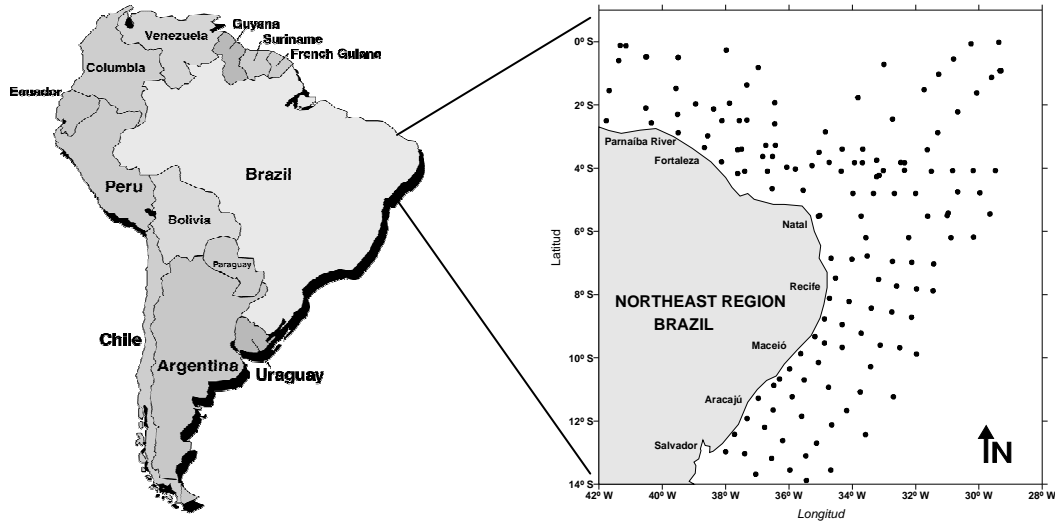 Guyana
Suriname
French Guiane
Venezuela
Columbia
Ecuador
Peru
Brazil
Bolivia
Paraguay
Chile
Argentina
Uraguay
0º S
2º S
4º S
6º S
8º S
10º S
12º S
14º S
Latitud
Parnaíba River
Fortaleza
Natal
Recife
NORTHEAST REGION
BRAZIL
Maceió
Aracajú
Salvador
N
42º W
40º W
38º W
36º W
34º W
32º W
30º W
28º W
Longitud